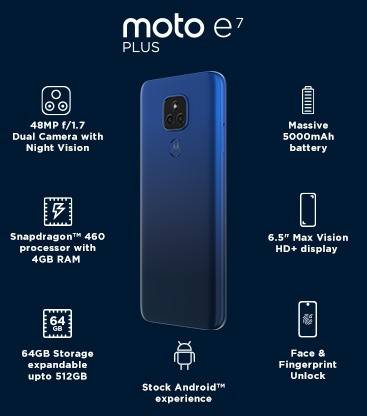 moto e⁷
PLUS
48MP f/1.7
Dual Camera with
Night Vision
Massive
5000mAh
battery
Snapdragon™ 460
processor with
4GB RAM
6.5" Max Vision
HD+ display
64
GB
64GB Storage
expandable
upto 512GB
Stock Android™
experience
Face &
Fingerprint
Unlock